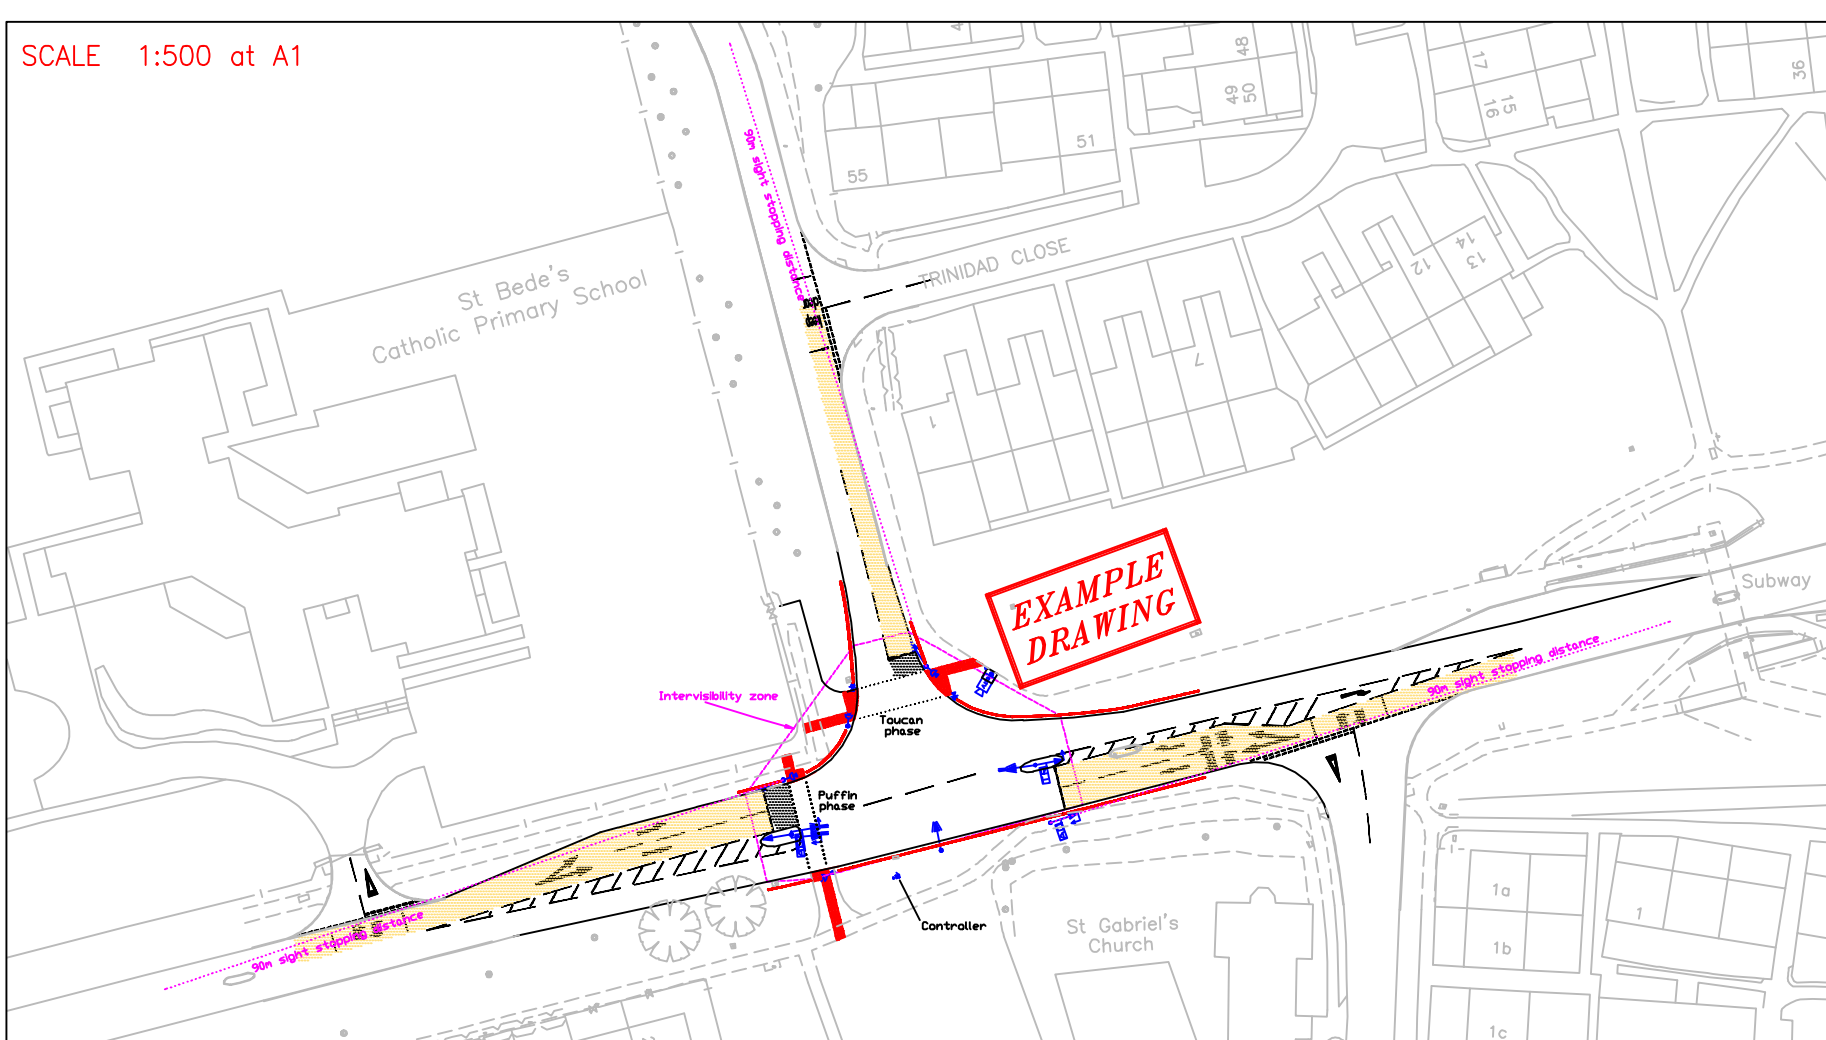 SCALE 1:500 at A1
48
49
50
17
15
16
36
51
55
90m sight stopping distance
TRINIDAD CLOSE
St Bede's
Catholic Primary School
14
13
12
7
1
EXAMPLE
DRAWING
Subway
90m sight stopping distance
Intervisibility zone
Toucan
phase
Puffin
phase
90m sight stopping distance
Controller
St Gabriel's
Church
1a
1
1b
1c